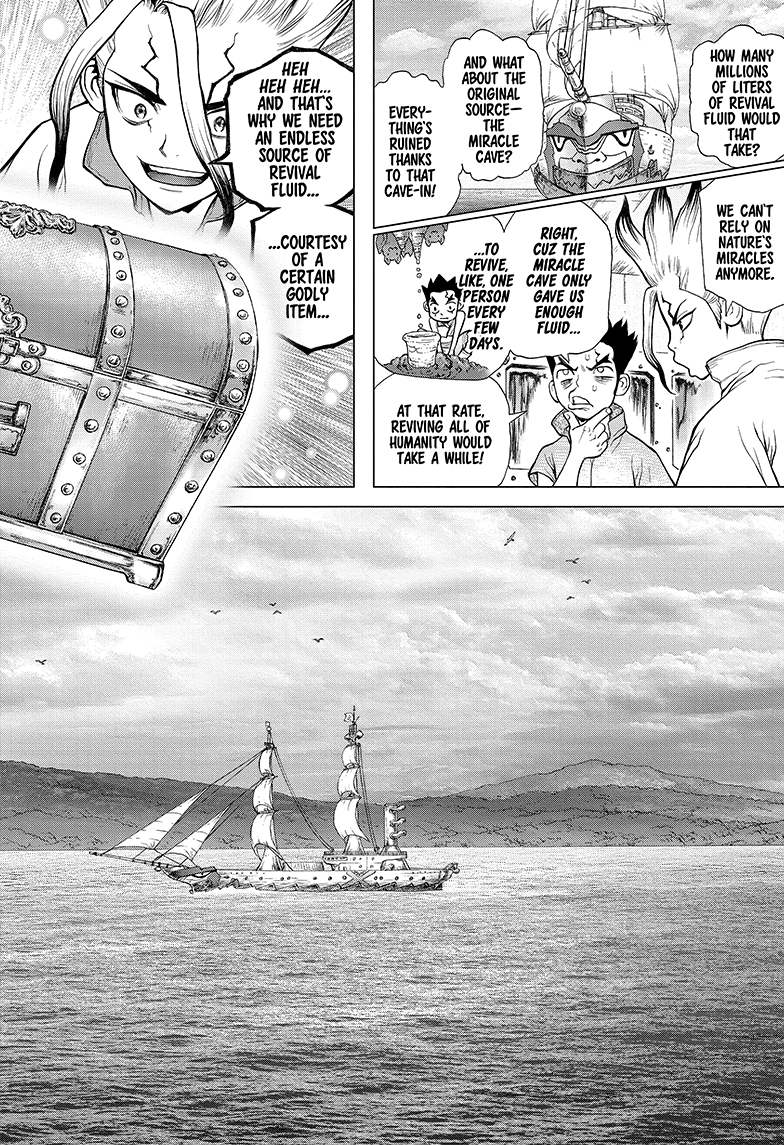 HOW MANY
MILLIONS
OF LITERS
OF REVIVAL
FLUID WOULD
THAT
TAKE?
AND WHAT
ABOUT THE
ORIGINAL
SOURCE—
THE
MIRACLE
CAVE?
EVERY-
THING'S
RUINED
THANKS
TO THAT
CAVE-IN!
WE CAN'T
RELY ON
NATURE'S
MIRACLES
ANYMORE.
RIGHT,
CUZ THE
MIRACLE
CAVE ONLY
GAVE US
ENOUGH
FLUID...
...TO
REVIVE,
LIKE, ONE
PERSON
EVERY
FEW
DAYS.
AT THAT RATE,
REVIVING ALL OF
HUMANITY WOULD
TAKE A WHILE!
HEH
HEH HEH...
AND THAT'S
WHY WE NEED
AN ENDLESS
SOURCE OF
REVIVAL
FLUID...
...COURTESY
OF A
CERTAIN
GODLY
ITEM...